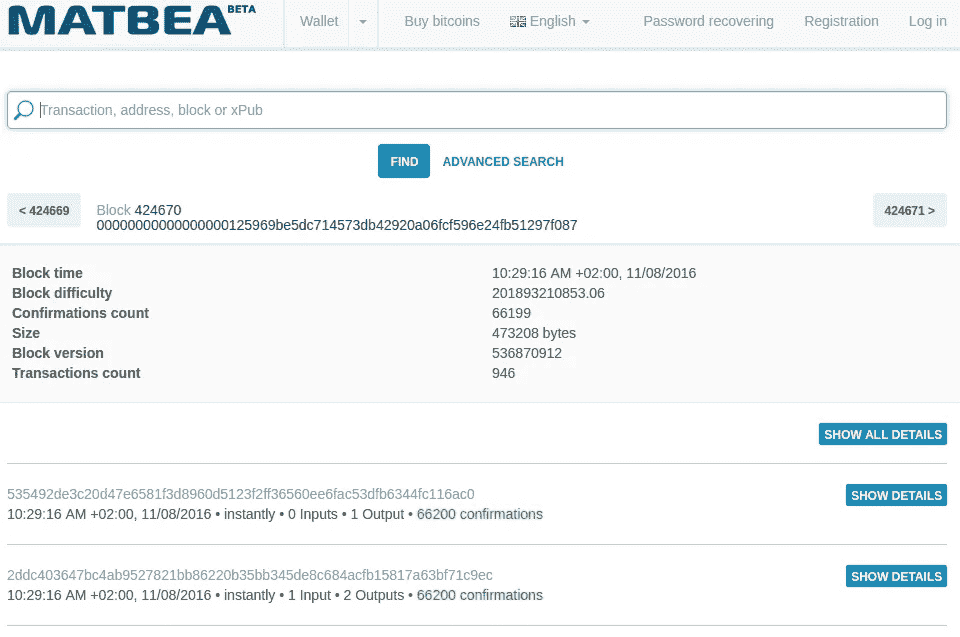 MATBEA BETA Wallet Buy bitcoins English Password recovering Registration Log in
Transaction, address, block or xPub
FIND ADVANCED SEARCH
< 424669 Block 424670 424671 >
00000000000000000125969be5dc714573db42920a06fcf596e24fb51297f087
Block time 10:29:16 AM +02:00, 11/08/2016
Block difficulty 201893210853.06
Confirmations count 66199
Size 473208 bytes
Block version 536870912
Transactions count 946
SHOW ALL DETAILS
535492de3c20d47e6581f3d8960d5123f2ff36560ee6fac53dfb6344fc116ac0 SHOW DETAILS
10:29:16 AM +02:00, 11/08/2016 • instantly • 0 Inputs • 1 Output • 66200 confirmations
2ddc403647bc4ab9527821bb86220b35bb345de8c684acfb15817a63bf71c9ec SHOW DETAILS
10:29:16 AM +02:00, 11/08/2016 • instantly • 1 Input • 2 Outputs • 66200 confirmations